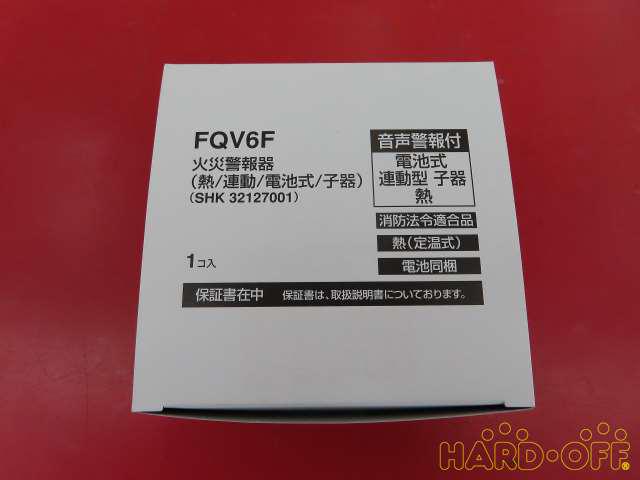 FQV6F
火災警報器
(熱/連動/電池式/子器)
(SHK 32127001)
1コ入
音声警報付
電池式
連動型 子器
熱
消防法令適合品
熱(定温式)
電池同梱
保証書在中 保証書は、取扱説明書についております。
HARD・OFF®